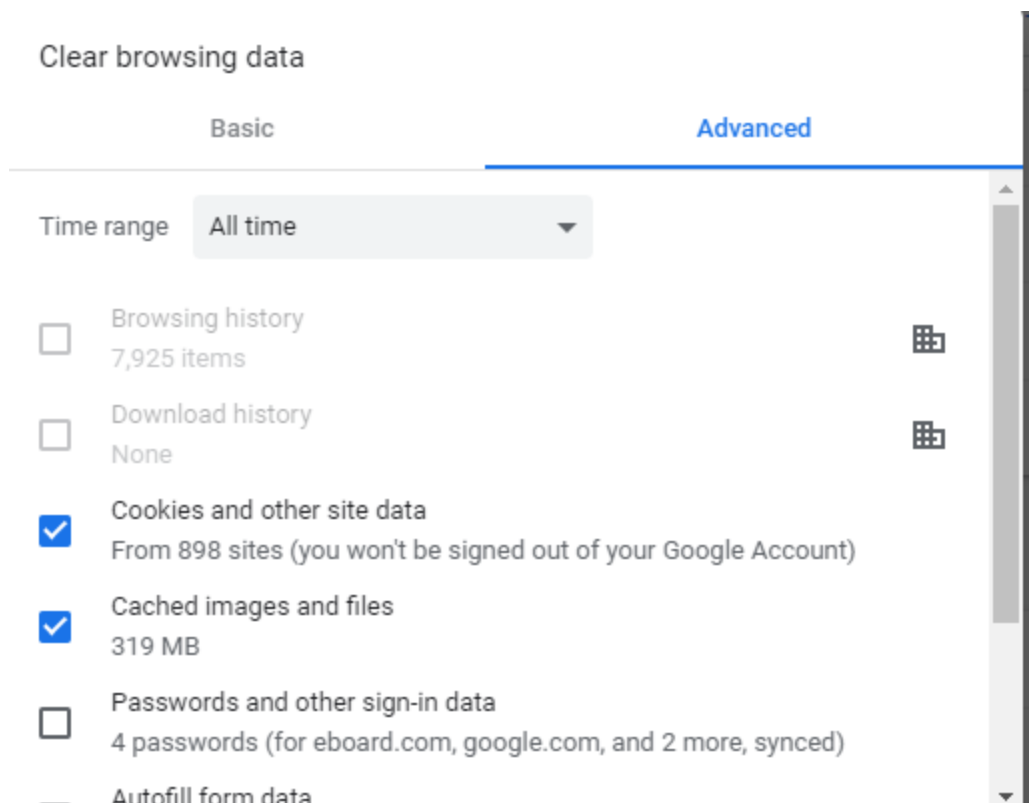 Clear browsing data
Basic
Advanced
Time range
All time
Browsing history
7,925 items
Download history
None
Cookies and other site data
From 898 sites (you won't be signed out of your Google Account)
Cached images and files
319 MB
Passwords and other sign-in data
4 passwords (for eboard.com, google.com, and 2 more, synced)
Autofill form data